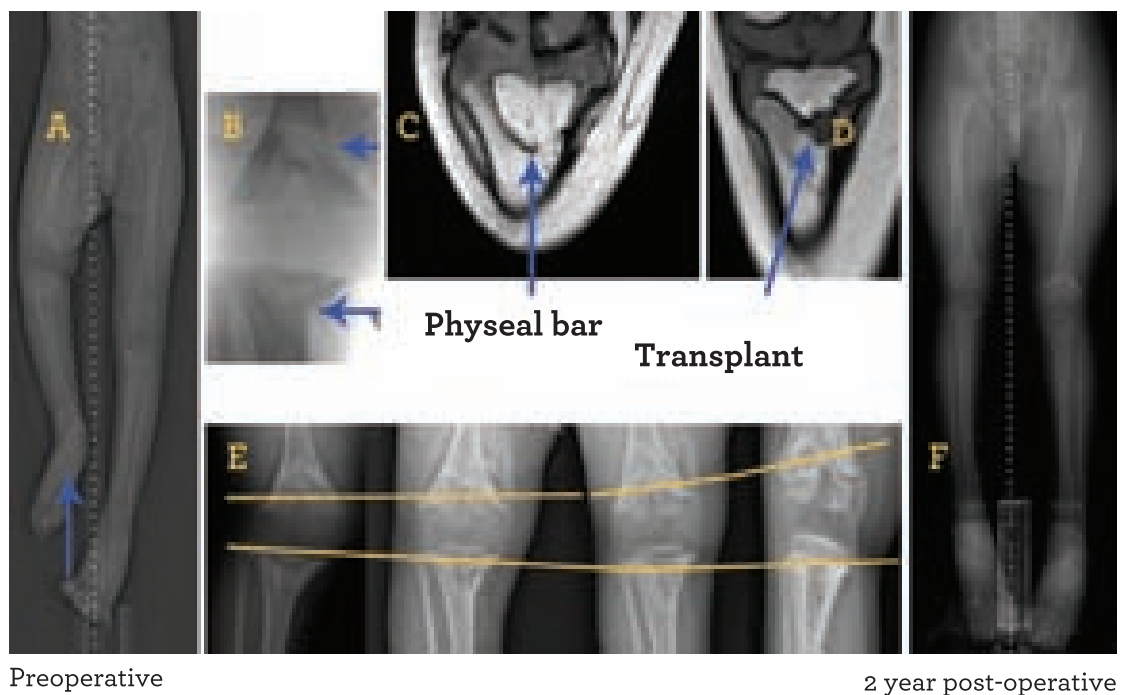 A
B
C
D
Physeal bar
Transplant
E
F
Preoperative
2 year post-operative